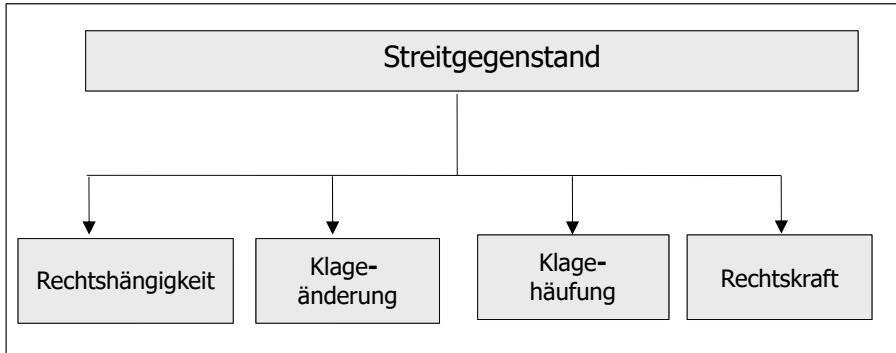 Streitgegenstand
Rechtshängigkeit
Klage-
änderung
Klage-
häufung
Rechtskraft